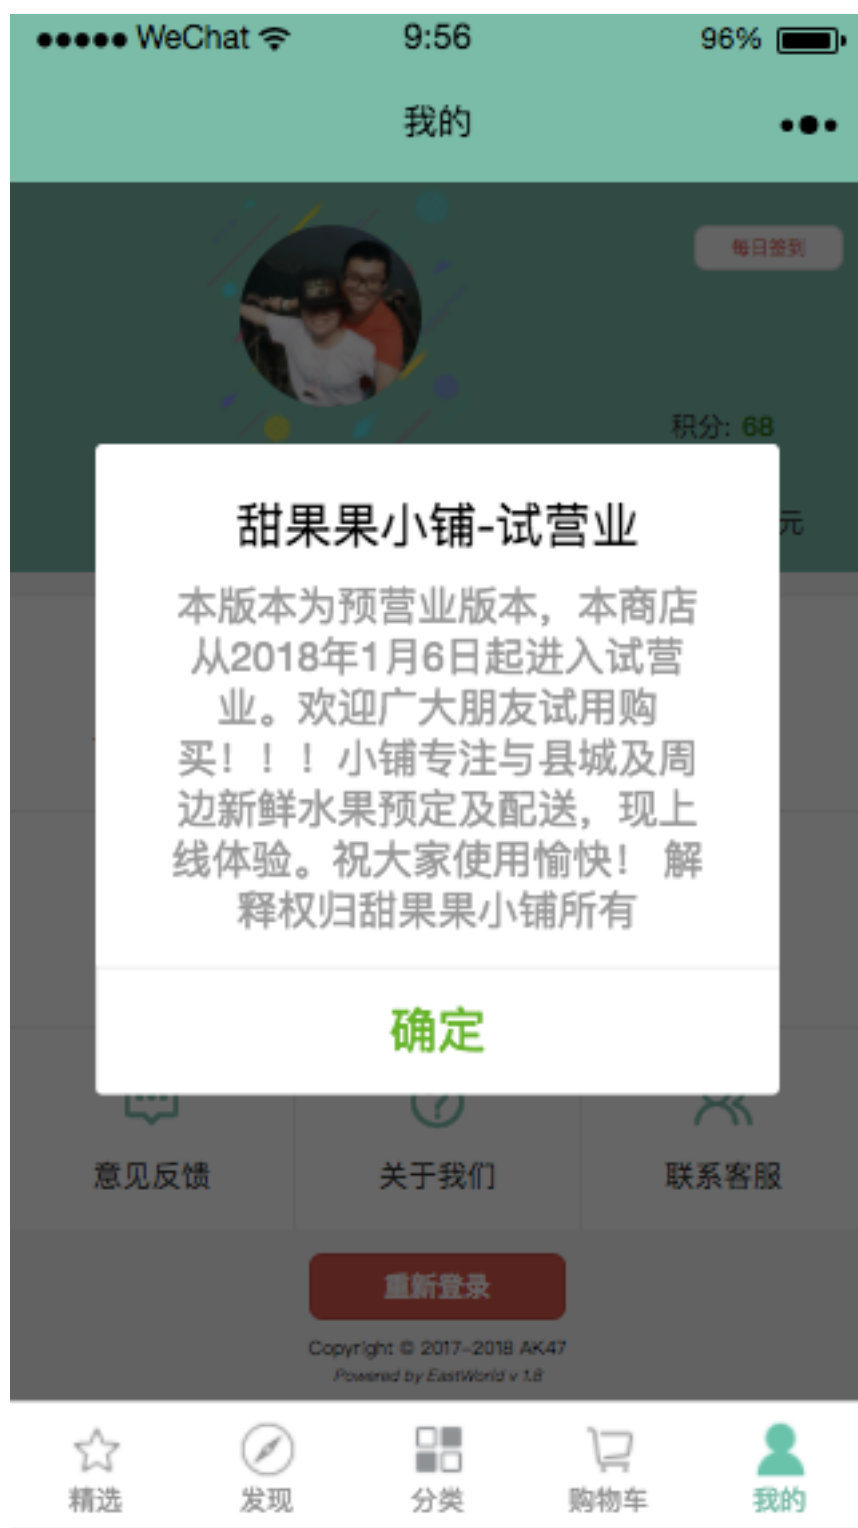 WeChat 9:56 96%
我的
每日签到
积分: 68
元
甜果果小铺-试营业
本版本为预营业版本，本商店
从2018年1月6日起进入试营
业。欢迎广大朋友试用购
买！！！小铺专注与县城及周
边新鲜水果预定及配送，现上
线体验。祝大家使用愉快！ 解
释权归甜果果小铺所有
确定
意见反馈 关于我们 联系客服
重新登录
Copyright © 2017-2018 AK47
Powered by EastWorld v 1.8
精选 发现 分类 购物车 我的